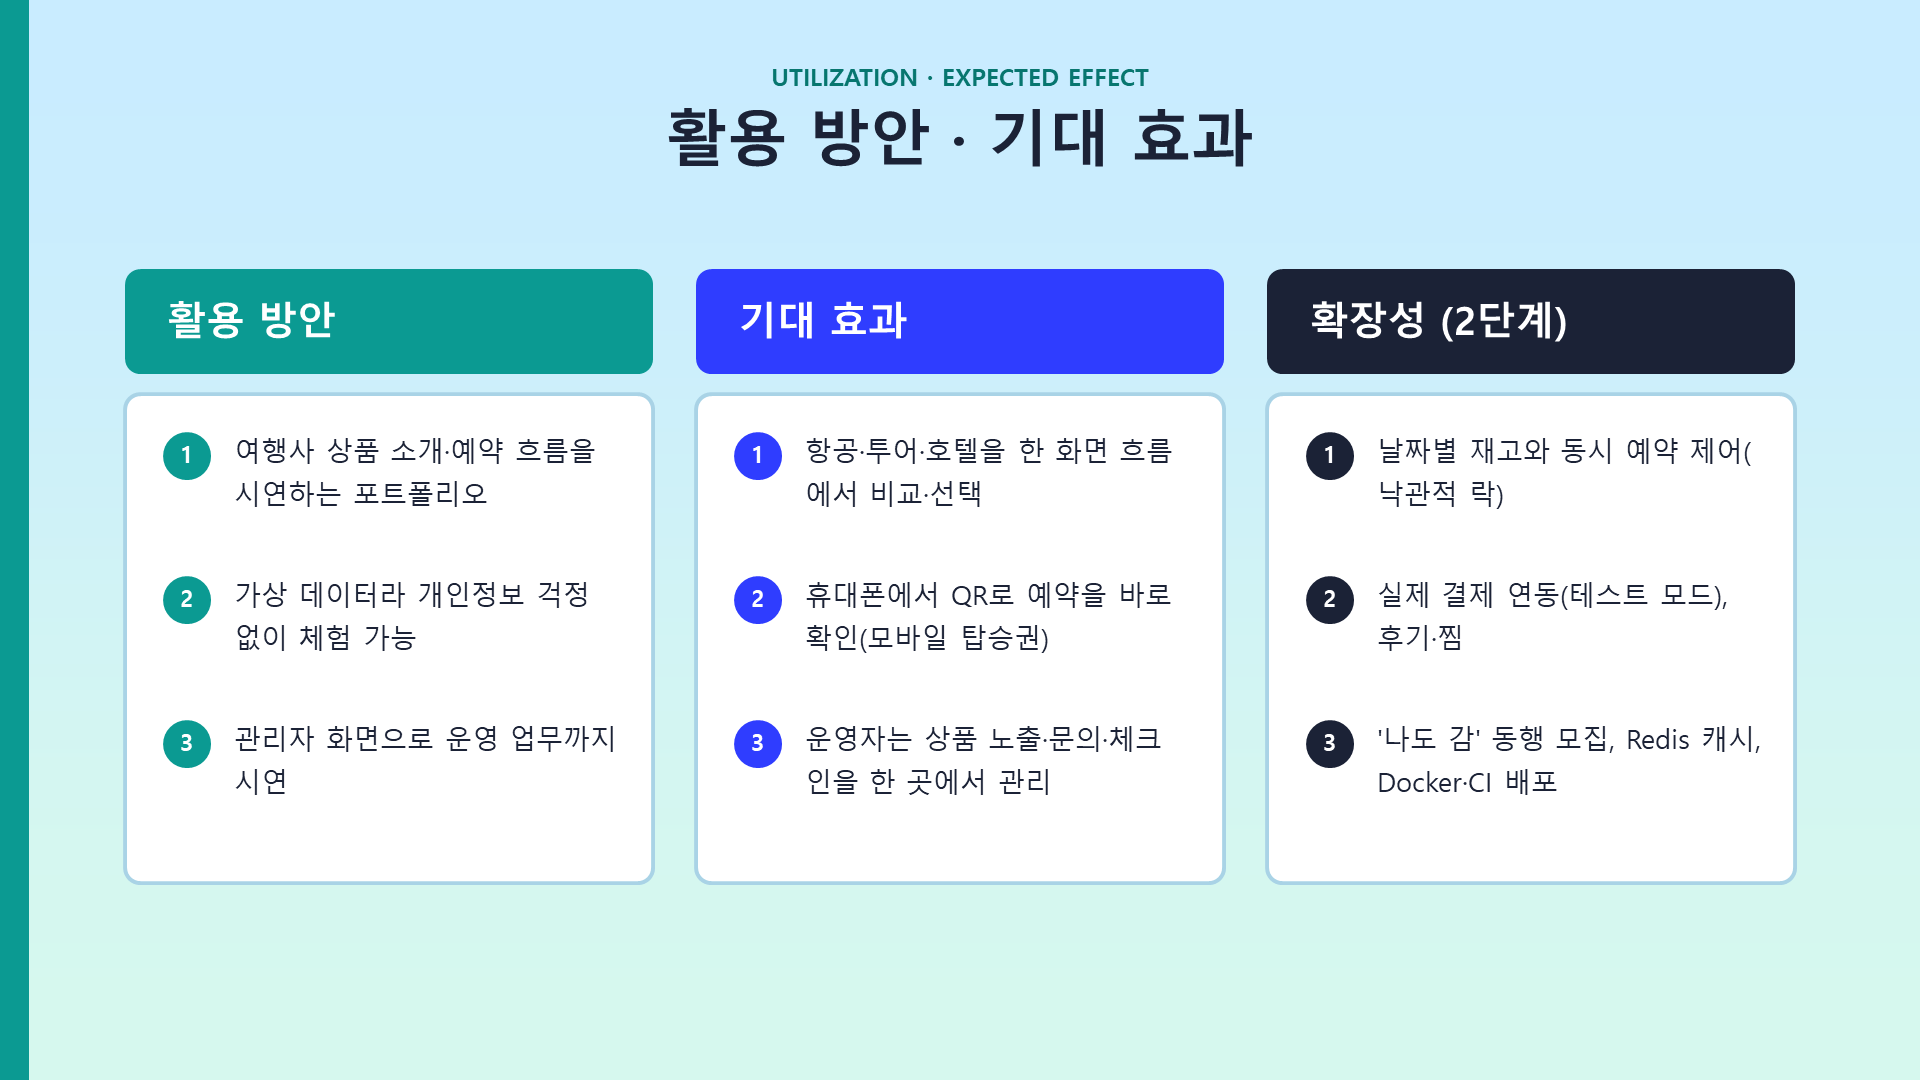 UTILIZATION · EXPECTED EFFECT
활용 방안 · 기대 효과
활용 방안
1
여행사 상품 소개·예약 흐름을
시연하는 포트폴리오
2
가상 데이터라 개인정보 걱정
없이 체험 가능
3
관리자 화면으로 운영 업무까지
시연
기대 효과
1
항공·투어·호텔을 한 화면 흐름
에서 비교·선택
2
휴대폰에서 QR로 예약을 바로
확인(모바일 탑승권)
3
운영자는 상품 노출·문의·체크
인을 한 곳에서 관리
확장성 (2단계)
1
날짜별 재고와 동시 예약 제어(
낙관적 락)
2
실제 결제 연동(테스트 모드),
후기·찜
3
'나도 감' 동행 모집, Redis 캐시,
Docker·CI 배포